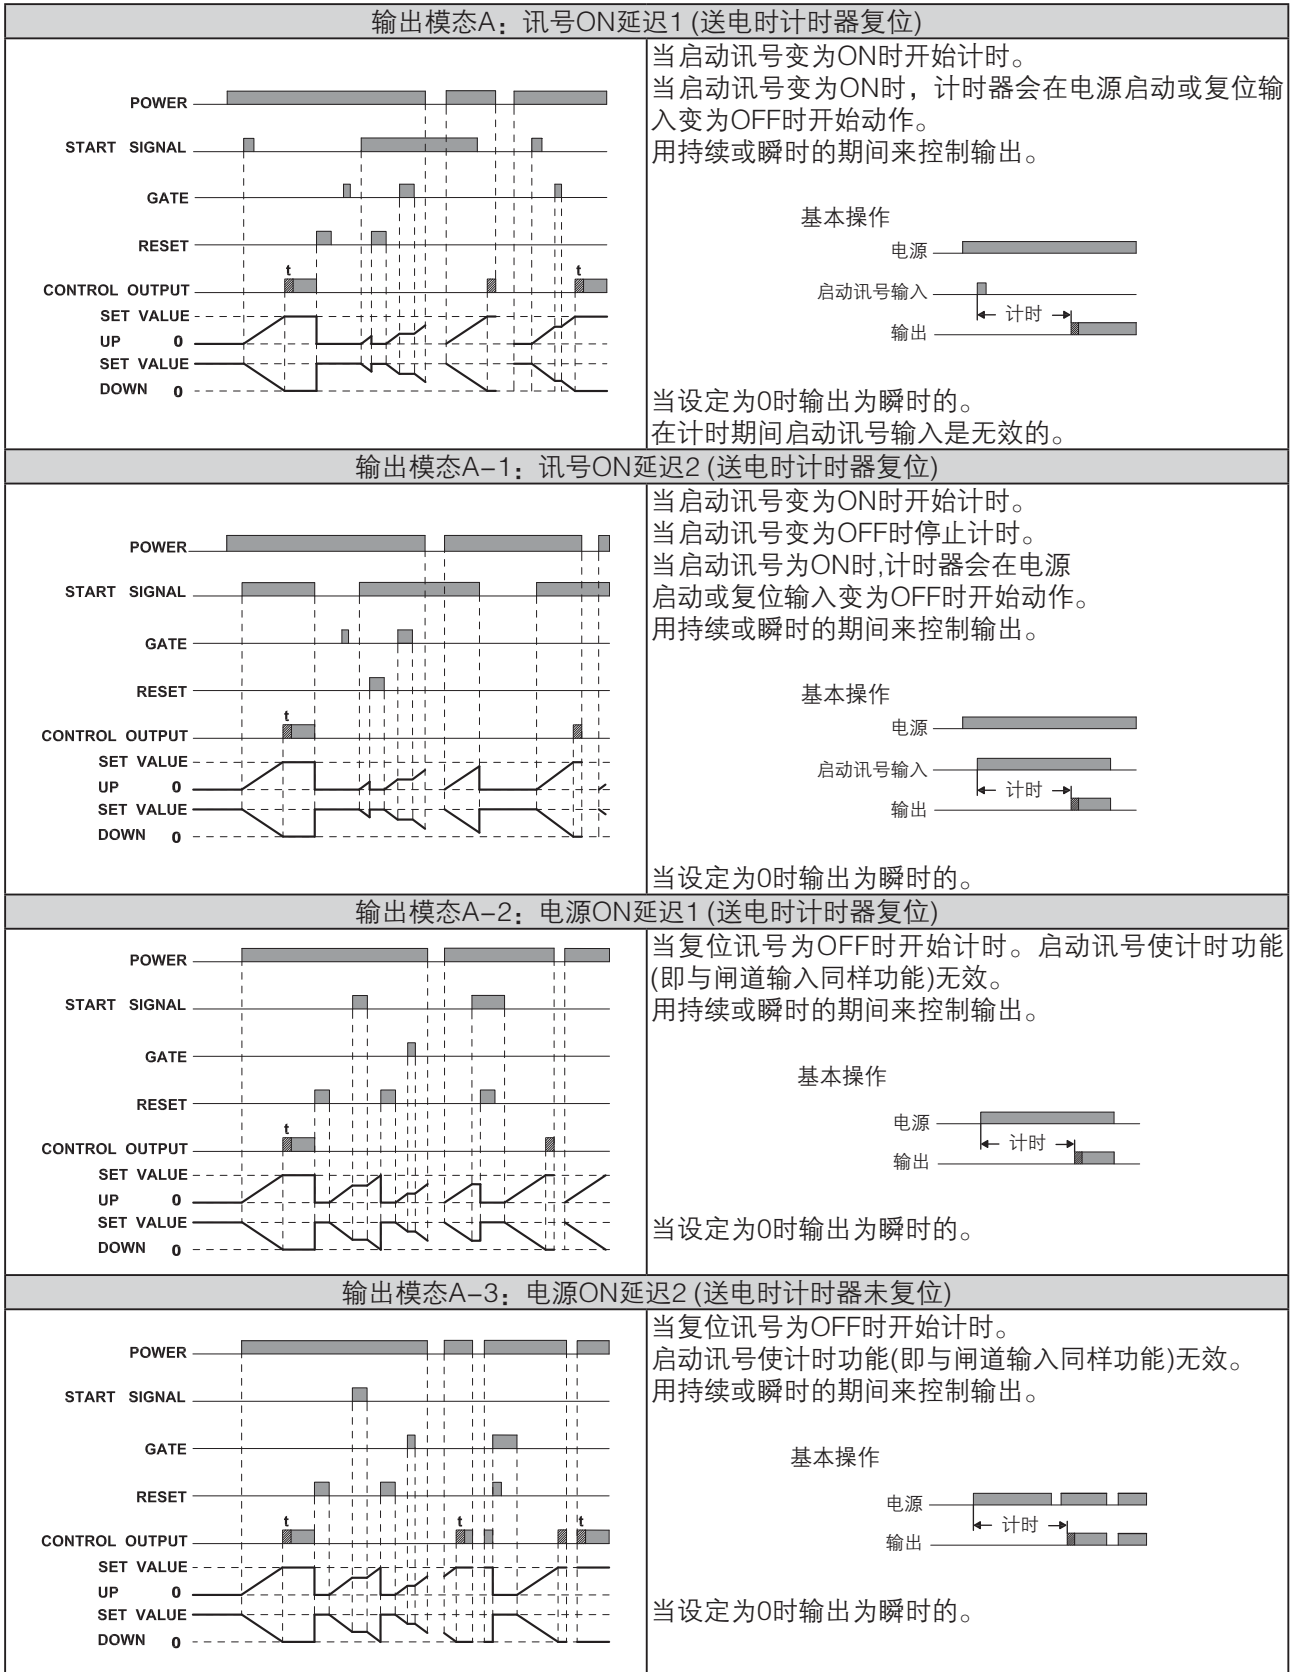 输出模态A：讯号ON延迟1 (送电时计时器复位)
POWER
START SIGNAL
GATE
RESET
t
t
CONTROL OUTPUT
SET VALUE
UP 0
SET VALUE
DOWN 0
当启动讯号变为ON时开始计时。
当启动讯号变为ON时，计时器会在电源启动或复位输
入变为OFF时开始动作。
用持续或瞬时的期间来控制输出。
基本操作
电源
启动讯号输入
计时
输出
当设定为0时输出为瞬时的。
在计时期间启动讯号输入是无效的。
输出模态A-1：讯号ON延迟2 (送电时计时器复位)
POWER
START SIGNAL
GATE
RESET
t
CONTROL OUTPUT
SET VALUE
UP 0
SET VALUE
DOWN 0
当启动讯号变为ON时开始计时。
当启动讯号变为OFF时停止计时。
当启动讯号为ON时,计时器会在电源
启动或复位输入变为OFF时开始动作。
用持续或瞬时的期间来控制输出。
基本操作
电源
启动讯号输入
计时
输出
当设定为0时输出为瞬时的。
输出模态A-2：电源ON延迟1 (送电时计时器复位)
POWER
START SIGNAL
GATE
RESET
t
CONTROL OUTPUT
SET VALUE
UP 0
SET VALUE
DOWN 0
当复位讯号为OFF时开始计时。启动讯号使计时功能
(即与闸道输入同样功能)无效。
用持续或瞬时的期间来控制输出。
基本操作
电源
计时
输出
当设定为0时输出为瞬时的。
输出模态A-3：电源ON延迟2 (送电时计时器未复位)
POWER
START SIGNAL
GATE
RESET
t
t
t
CONTROL OUTPUT
SET VALUE
UP 0
SET VALUE
DOWN 0
当复位讯号为OFF时开始计时。
启动讯号使计时功能(即与闸道输入同样功能)无效。
用持续或瞬时的期间来控制输出。
基本操作
电源
计时
输出
当设定为0时输出为瞬时的。